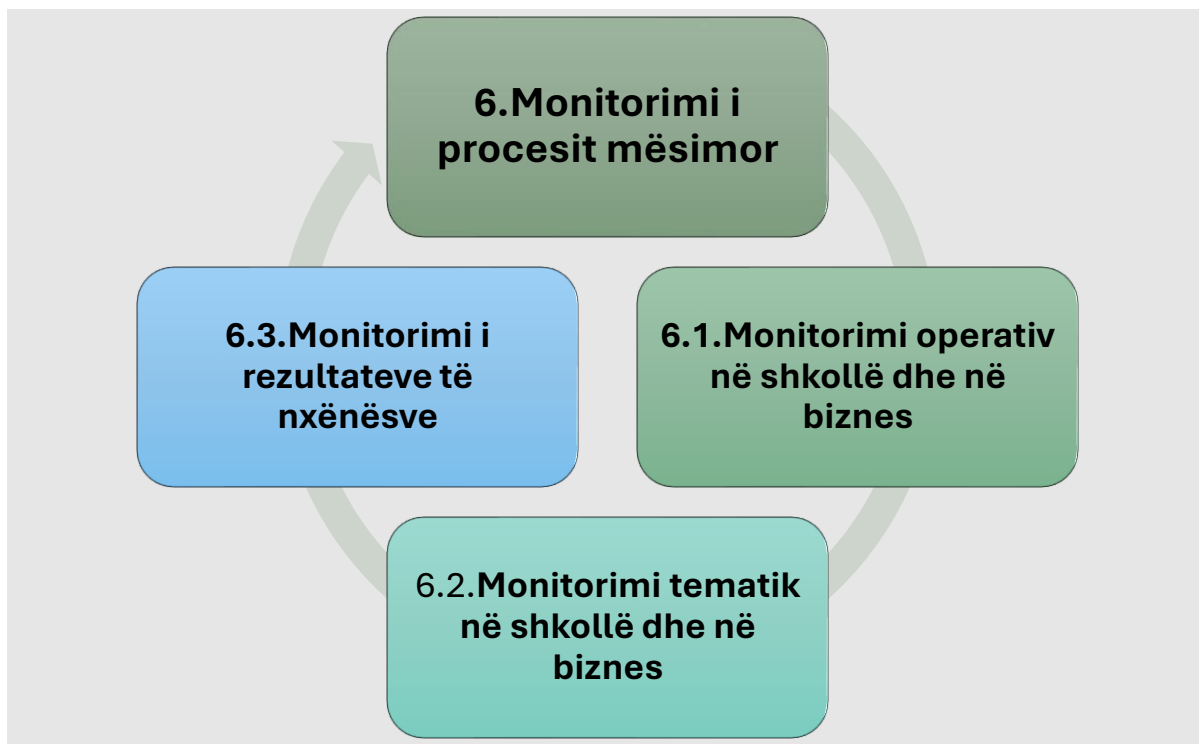 6.Monitorimi i
procesit mësimor
6.1.Monitorimi operativ
në shkollë dhe në
biznes
6.2.Monitorimi tematik
në shkollë dhe në
biznes
6.3.Monitorimi i
rezultateve të
nxënësve